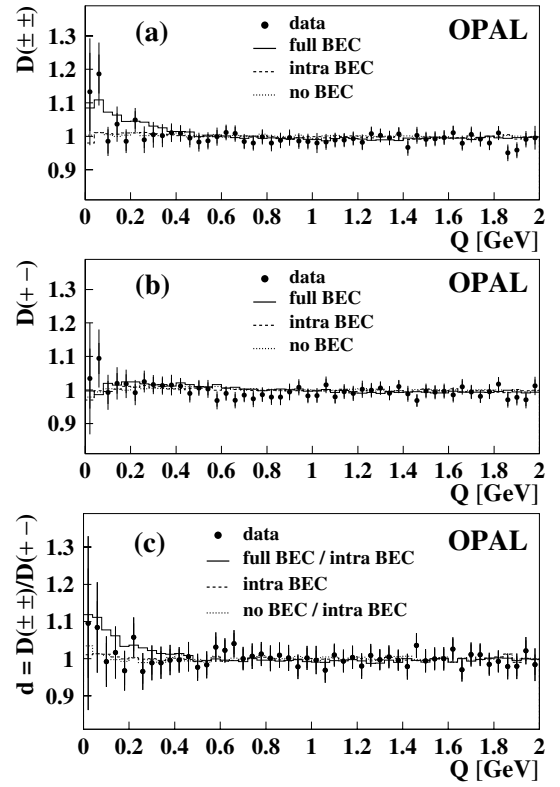 D(± ±)
1.3
1.2
1.1
1
0.9
(a)
data
full BEC
intra BEC
no BEC
OPAL
0 0.2 0.4 0.6 0.8 1 1.2 1.4 1.6 1.8 2
Q [GeV]
D(+ −)
1.3
1.2
1.1
1
0.9
(b)
data
full BEC
intra BEC
no BEC
OPAL
0 0.2 0.4 0.6 0.8 1 1.2 1.4 1.6 1.8 2
Q [GeV]
d = D(± ±)/D(+ −)
1.3
1.2
1.1
1
0.9
(c)
data
full BEC / intra BEC
intra BEC
no BEC / intra BEC
OPAL
0 0.2 0.4 0.6 0.8 1 1.2 1.4 1.6 1.8 2
Q [GeV]